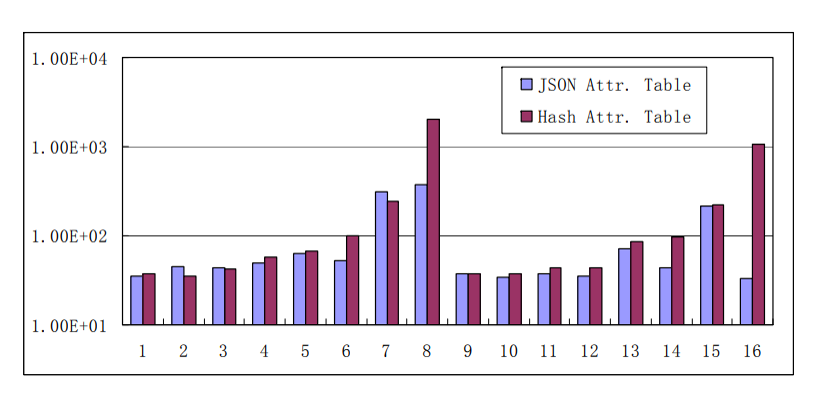 1.00E+04
JSON Attr. Table
Hash Attr. Table
1.00E+03
1.00E+02
1.00E+01
1 2 3 4 5 6 7 8 9 10 11 12 13 14 15 16